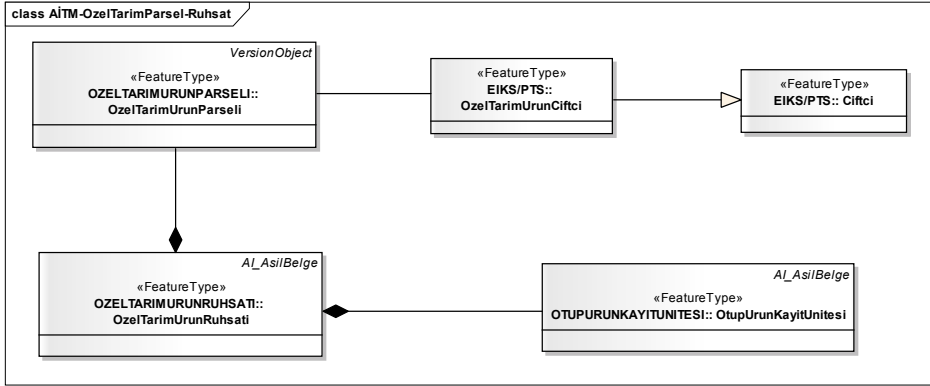 class AİTM-OzelTarimParsel-Ruhsat
VersionObject
«FeatureType»
OZELTARIMURUNPARSELI::
OzelTarimUrunParseli
«FeatureType»
EIKS/PTS::
OzelTarimUrunCiftci
«FeatureType»
EIKS/PTS:: Ciftci
AI_AsilBelge
«FeatureType»
OZELTARIMURUNRUHSATI::
OzelTarimUrunRuhsati
AI_AsilBelge
«FeatureType»
OTUPURUNKAYITUNITESI:: OtupUrunKayitUnitesi